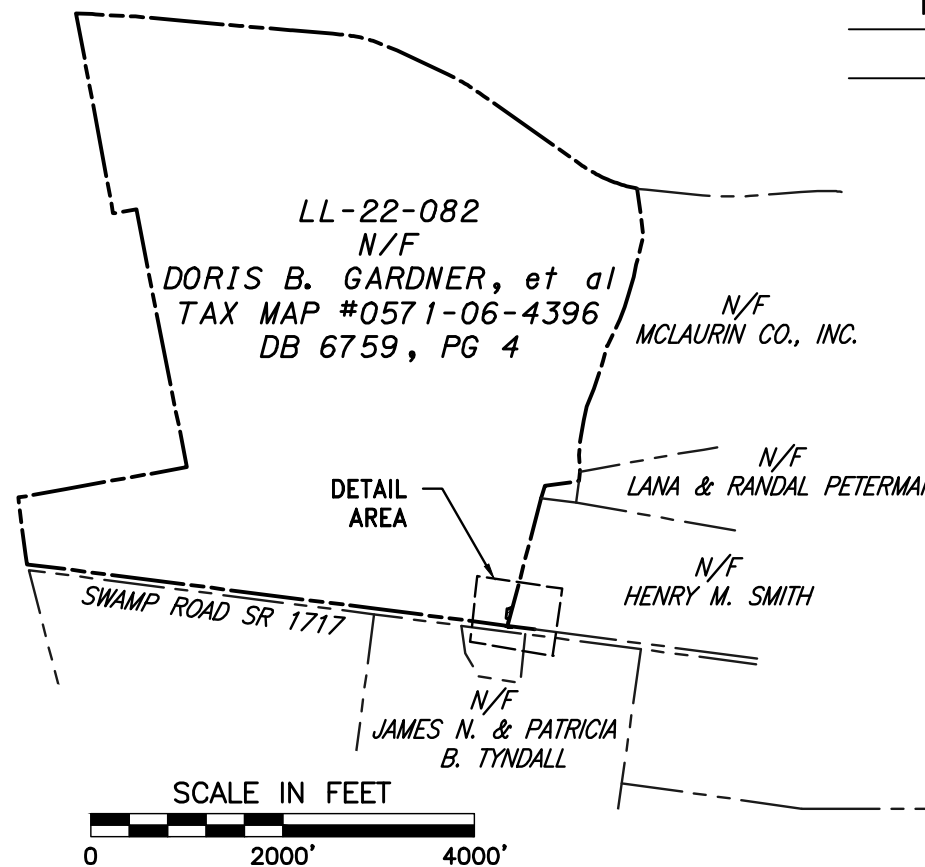 LL-22-082
N/F
DORIS B. GARDNER, et al
TAX MAP #0571-06-4396
DB 6759, PG 4
N/F
MCLAURIN CO., INC.
N/F
LANA & RANDAL PETERMAN
DETAIL
AREA
N/F
HENRY M. SMITH
SWAMP ROAD SR 1717
N/F
JAMES N. & PATRICIA
B. TYNDALL
SCALE IN FEET
0 2000' 4000'